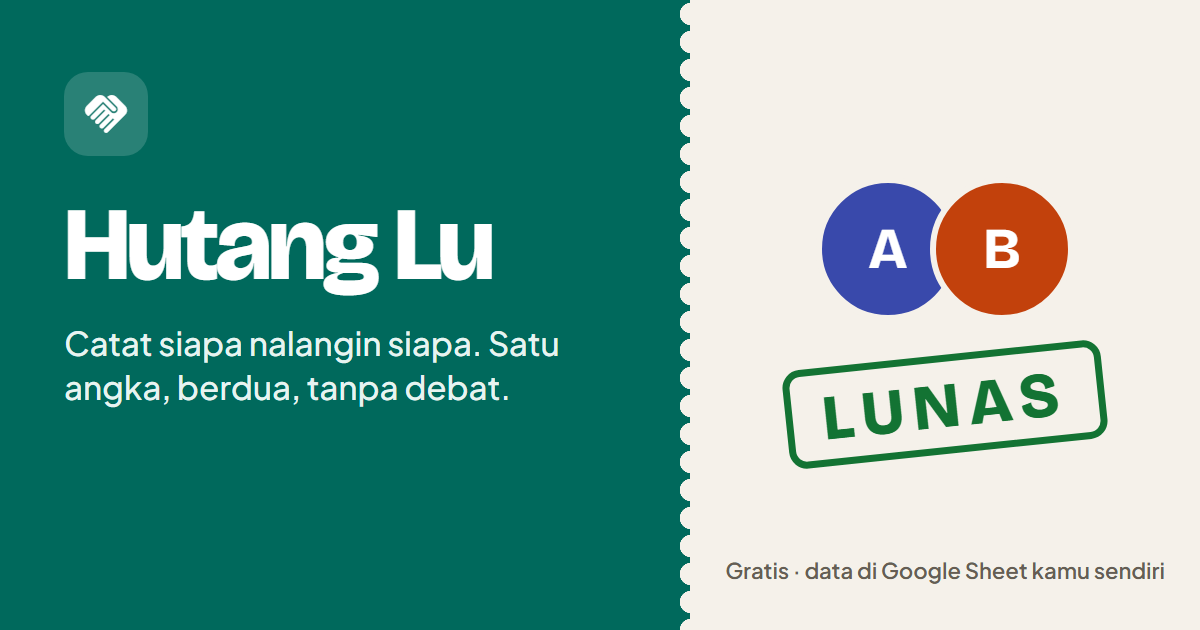 Hutang Lu
Catat siapa nalangin siapa. Satu
angka, berdua, tanpa debat.
A B
LUNAS
Gratis · data di Google Sheet kamu sendiri